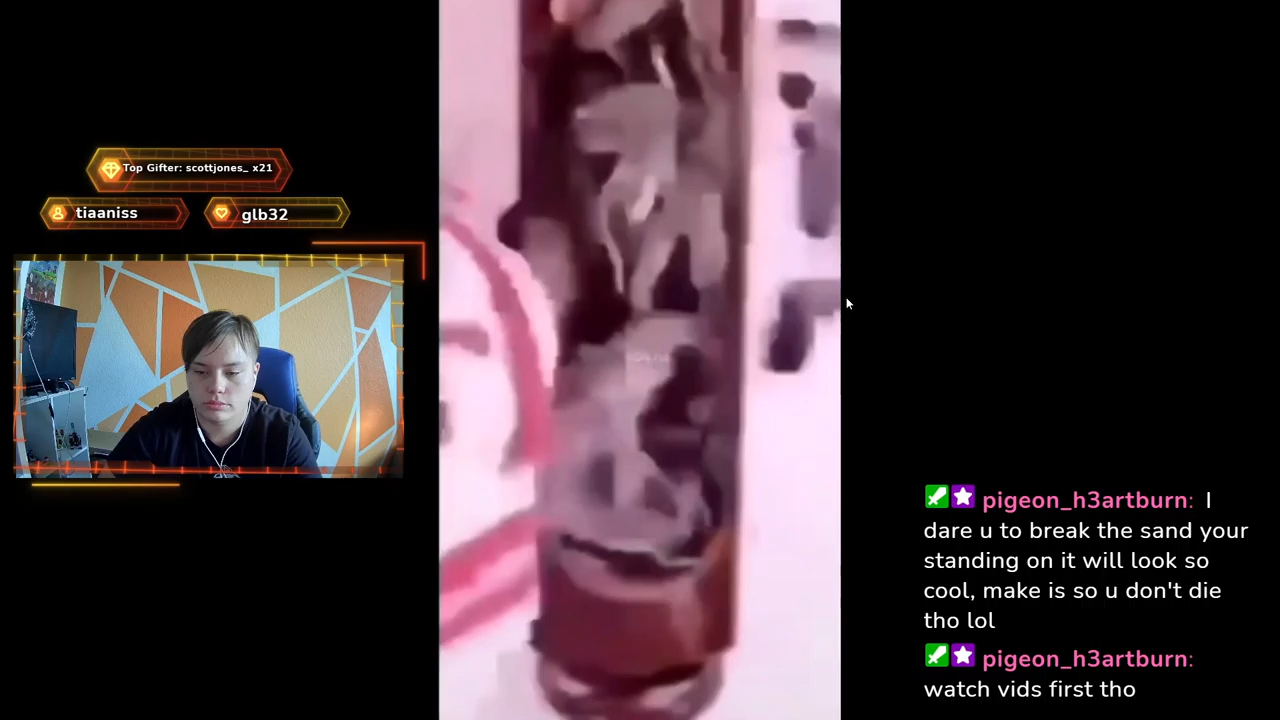 Top Gifter: scottjones_ x21
tiaaniss
glb32
pigeon_h3artburn: I
dare u to break the sand your
standing on it will look so
cool, make is so u don't die
tho lol
pigeon_h3artburn:
watch vids first tho